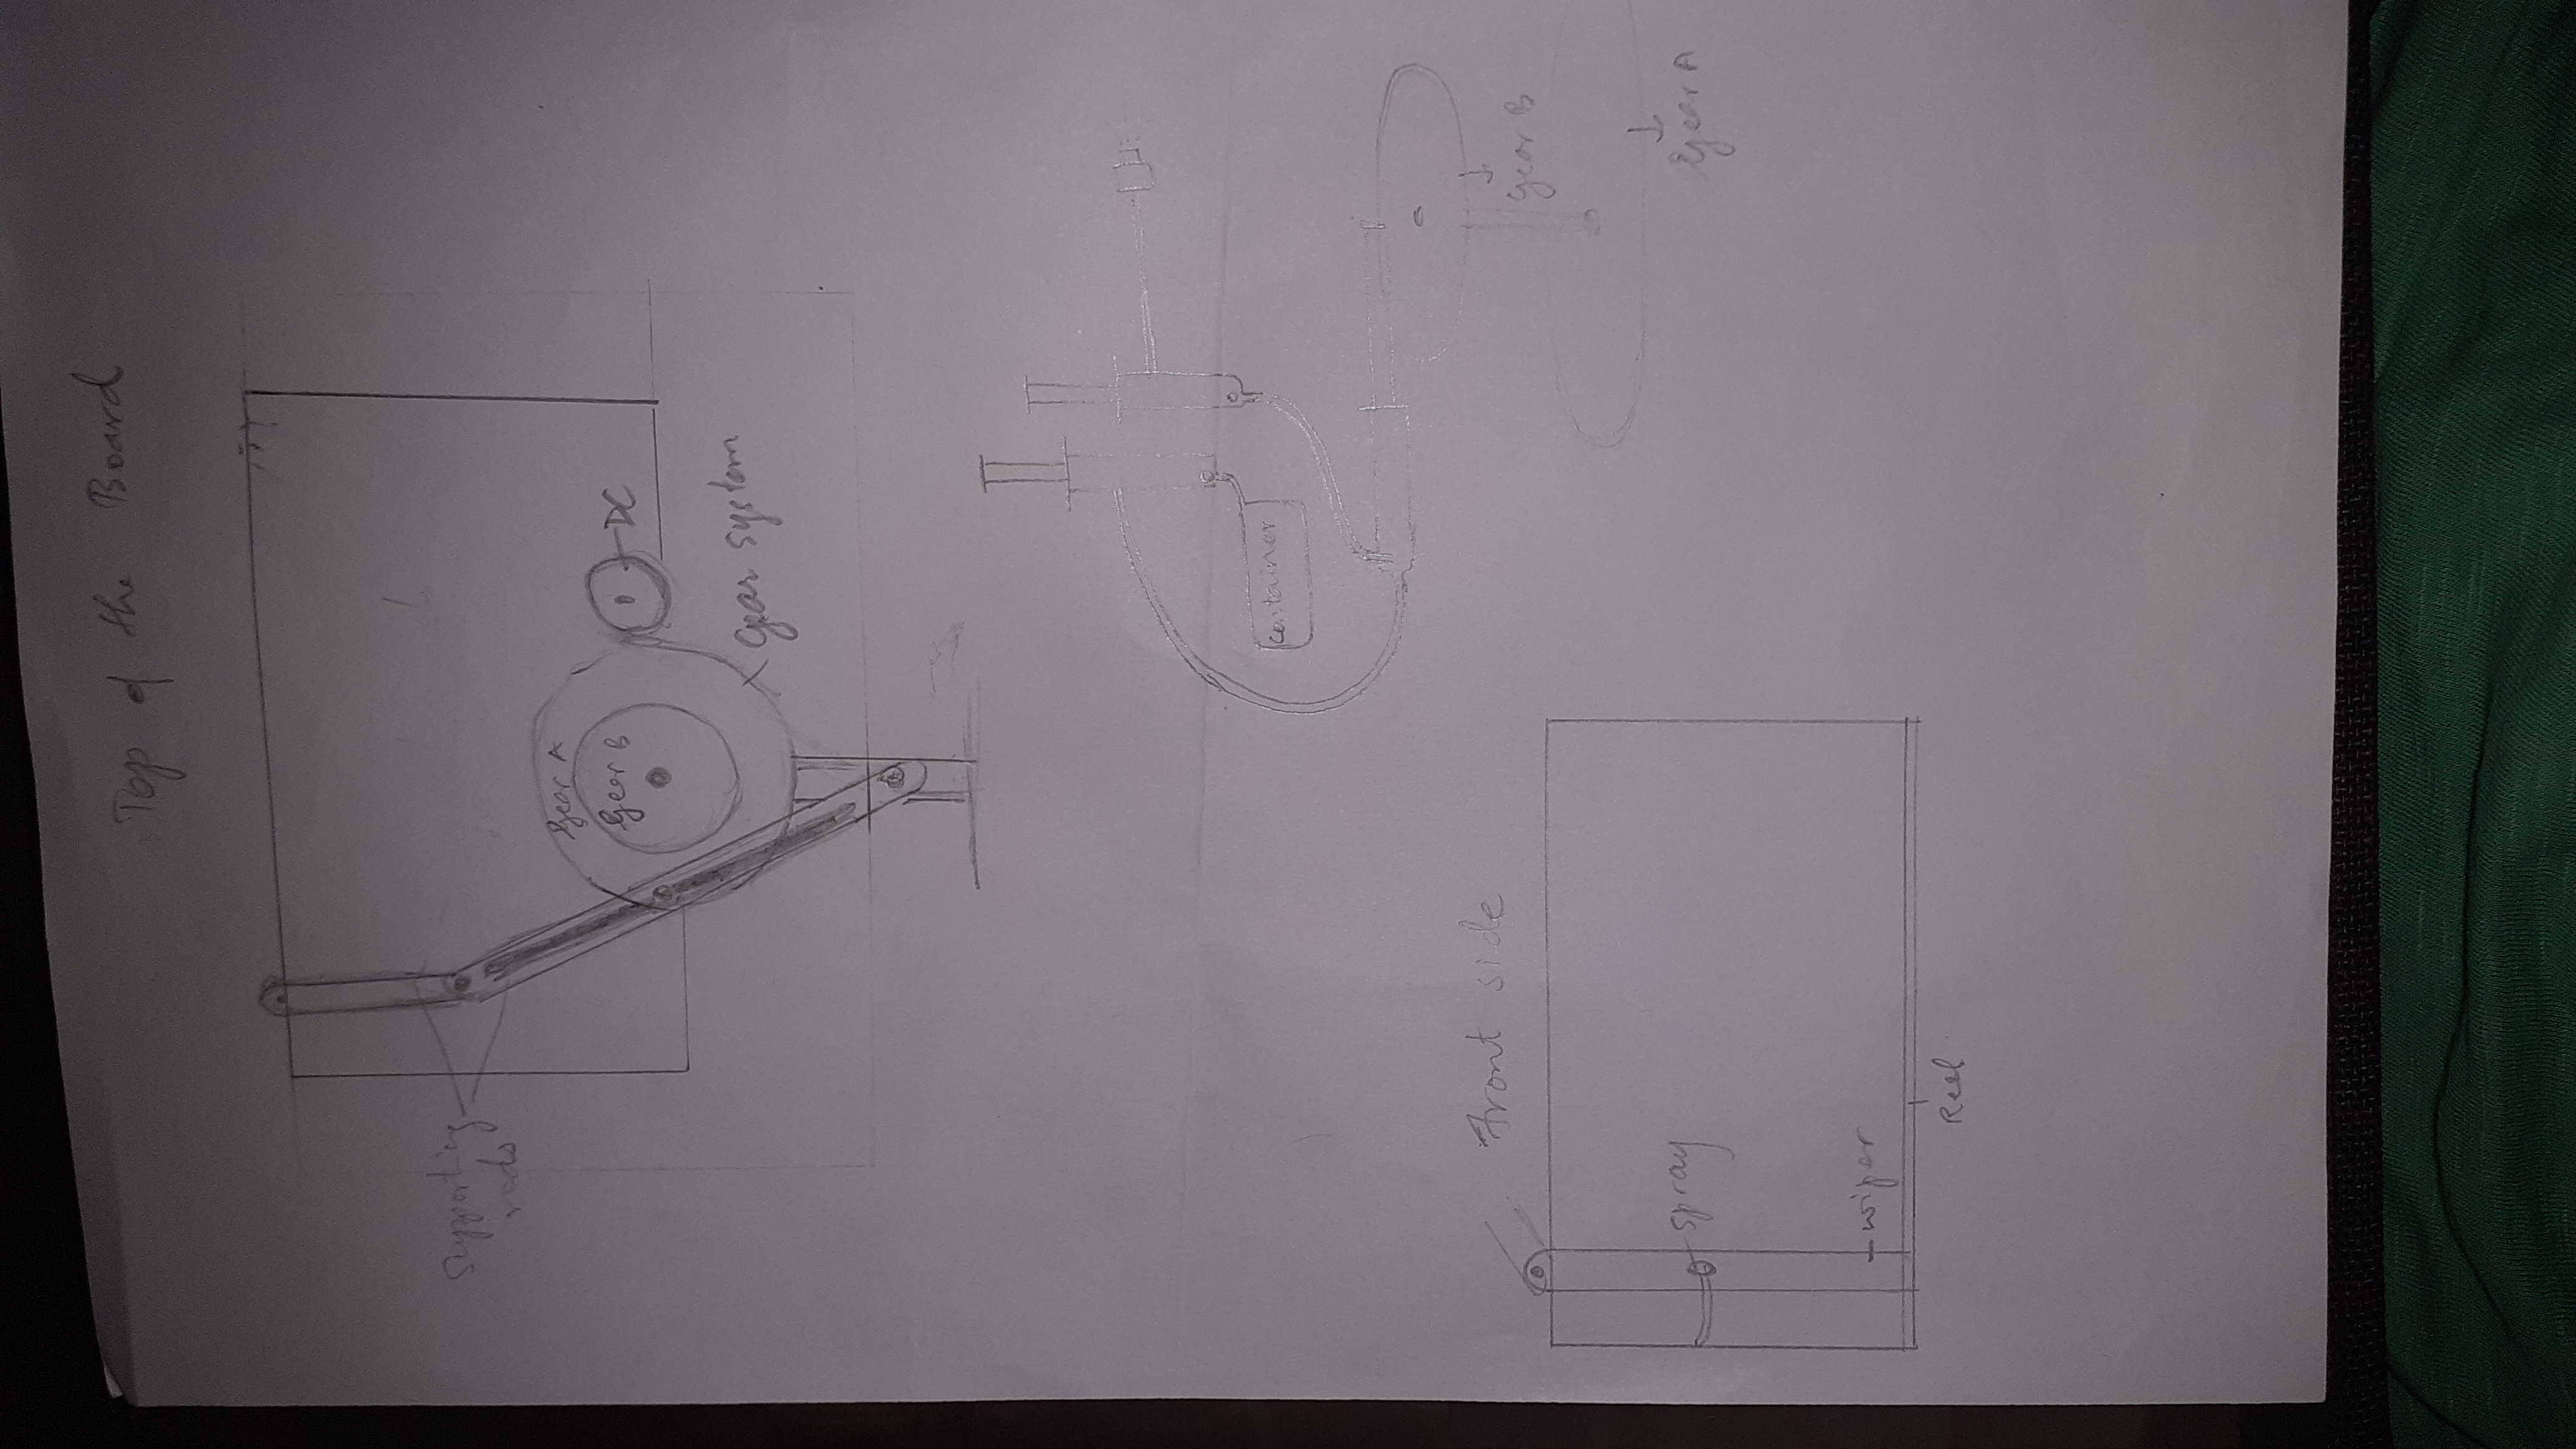 Top of the Board
DC
Gear System
Gear A
Gear B
Supporting
rods
Container
Gear B
Gear A
Front side
Spray
wiper
Reel